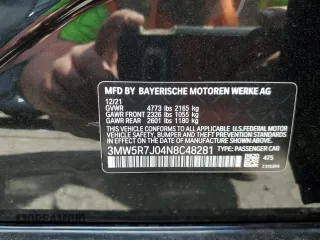 MFD BY BAYERISCHE MOTOREN WERKE AG
12/21
GVWR 4773 lbs 2165 kg
GAWR FRONT 2326 lbs 1055 kg
GAWR REAR 2601 lbs 1180 kg
THIS VEHICLE CONFORMS TO ALL APPLICABLE U.S. FEDERAL MOTOR
VEHICLE SAFETY, BUMPER, AND THEFT PREVENTION STANDARDS
IN EFFECT ON THE DATE OF MANUFACTURE SHOWN ABOVE.
3MW5R7J04N8C48281 TYPE: PASSENGER CAR
475